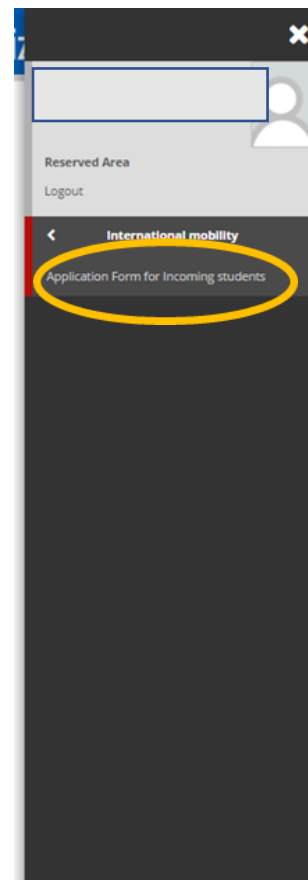 Reserved Area
Logout
International mobility
Application Form for Incoming students